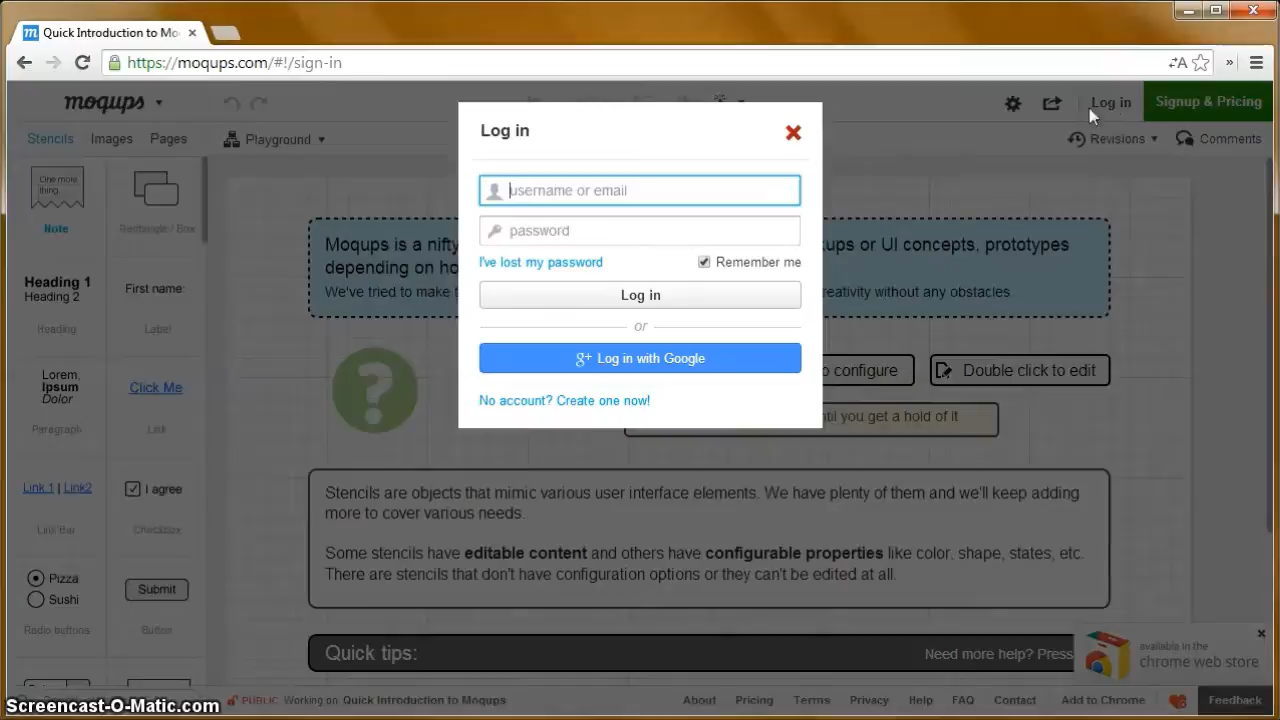 Quick Introduction to Mo
https://moqups.com/#!/sign-in
moqups
Log in
Signup & Pricing
Stencils
Images
Pages
Playground
Revisions
Comments
Log in
username or email
password
I've lost my password
Remember me
Log in
or
g+ Log in with Google
No account? Create one now!
One more thing.
Note
Rectangle / Box
Heading 1
Heading 2
Heading
First name:
Label
Lorem,
Ipsum
Dolor
Paragraph
Click Me
Link
Link 1 | Link2
Link Bar
I agree
Checkbox
Pizza
Sushi
Radio buttons
Submit
Button
Moqups is a nifty
kups or UI concepts, prototypes
depending on ho
We've tried to make t
reativity without any obstacles.
o configure
Double click to edit
til you get a hold of it
Stencils are objects that mimic various user interface elements. We have plenty of them and we'll keep adding
more to cover various needs.
Some stencils have editable content and others have configurable properties like color, shape, states, etc.
There are stencils that don't have configuration options or they can't be edited at all.
Quick tips:
Need more help? Press
available in the
chrome web store
PUBLIC Working on Quick Introduction to Moqups
About
Pricing
Terms
Privacy
Help
FAQ
Contact
Add to Chrome
Feedback
Screencast-O-Matic.com